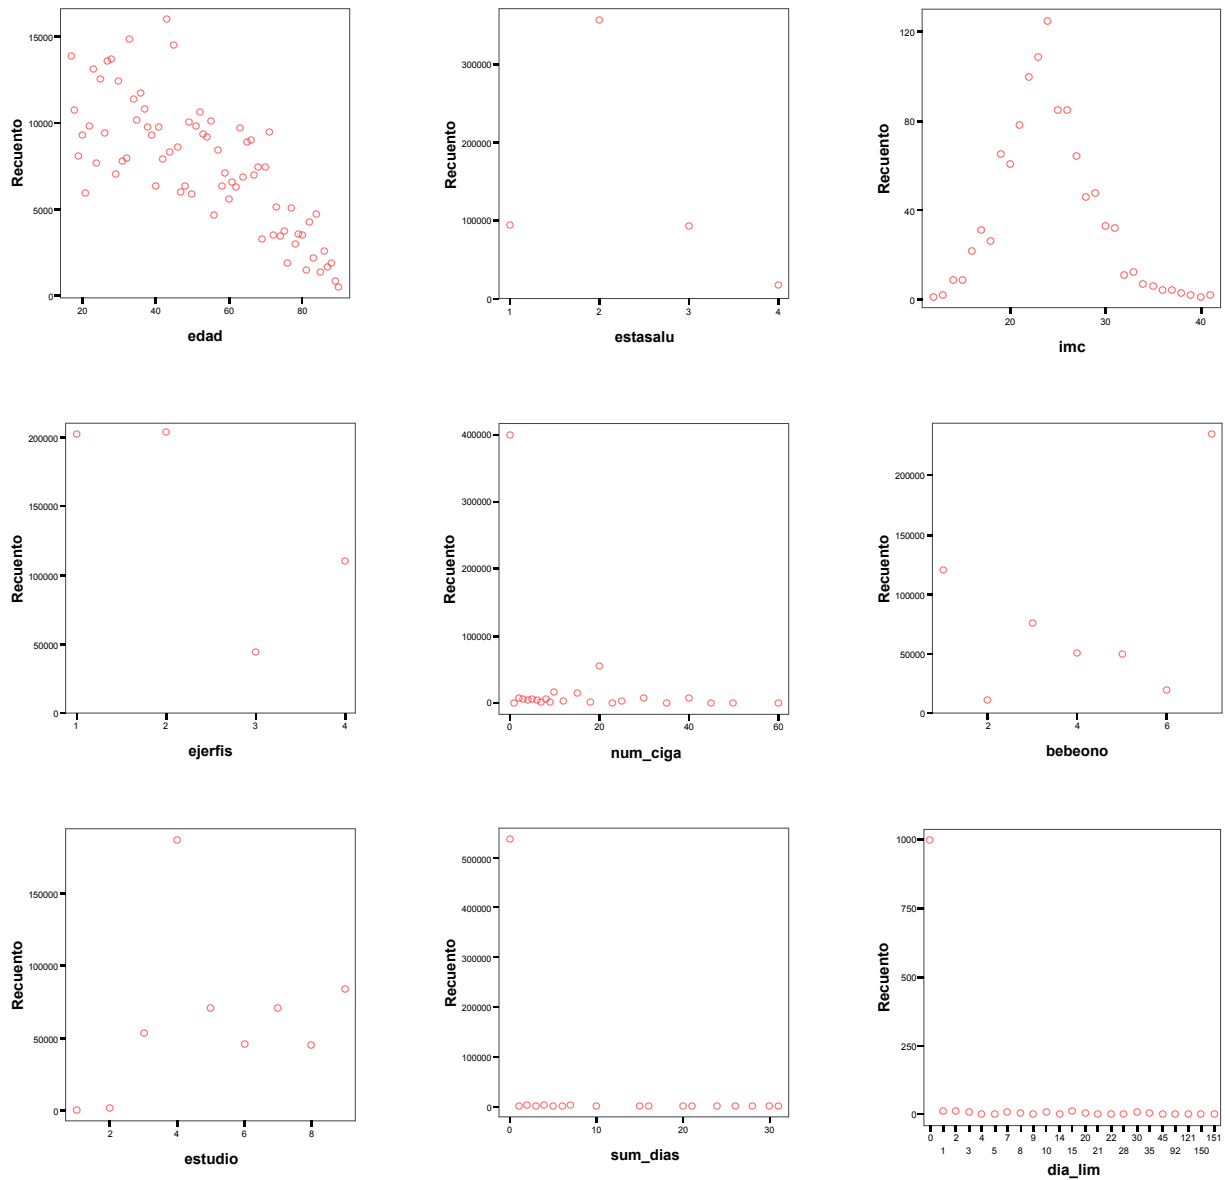 15000
10000
5000
0
Recuento
20 40 60 80
edad
300000
200000
100000
0
Recuento
1 2 3 4
estasalu
120
80
40
0
Recuento
20 30 40
imc
200000
150000
100000
50000
0
Recuento
1 2 3 4
ejerfis
400000
300000
200000
100000
0
Recuento
0 20 40 60
num_ciga
200000
150000
100000
50000
0
Recuento
2 4 6
bebeono
150000
100000
50000
0
Recuento
2 4 6 8
estudio
500000
400000
300000
200000
100000
0
Recuento
0 10 20 30
sum_dias
1000
750
500
250
0
Recuento
0 2 4 7 9 14 20 22 30 45 121 151
1 3 5 8 10 15 21 28 35 92 150
dia_lim